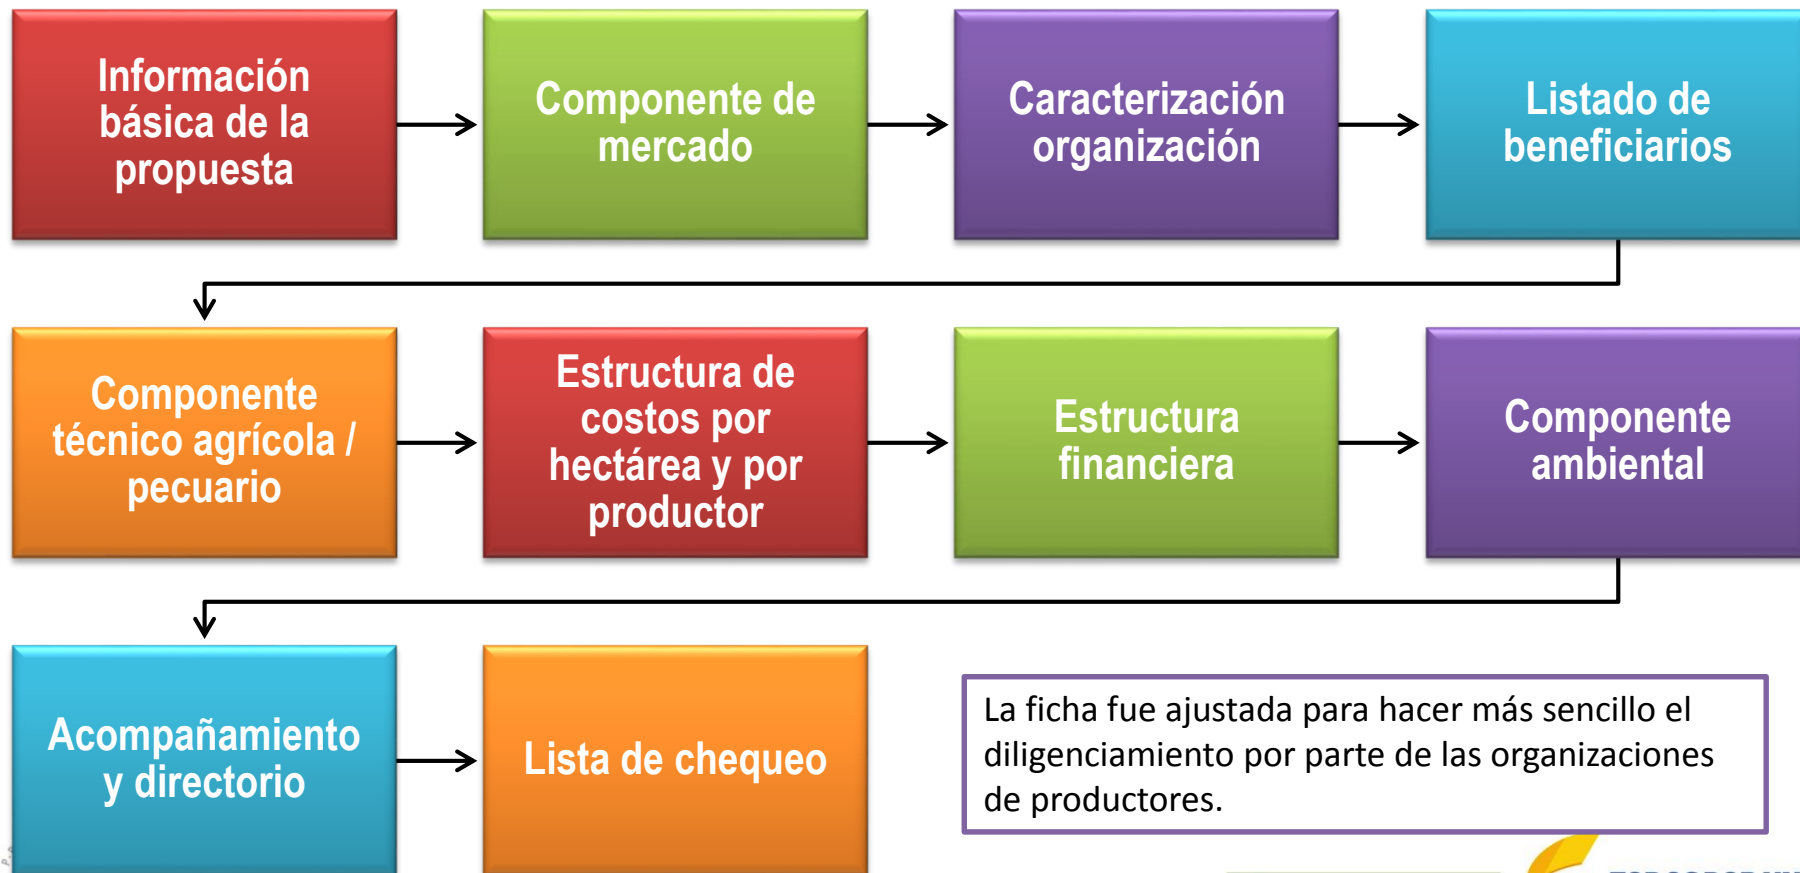 Información
básica de la
propuesta
Componente de
mercado
Caracterización
organización
Listado de
beneficiarios
Componente
técnico agrícola /
pecuario
Estructura de
costos por
hectárea y por
productor
Estructura
financiera
Componente
ambiental
Acompañamiento
y directorio
Lista de chequeo
La ficha fue ajustada para hacer más sencillo el
diligenciamiento por parte de las organizaciones
de productores.